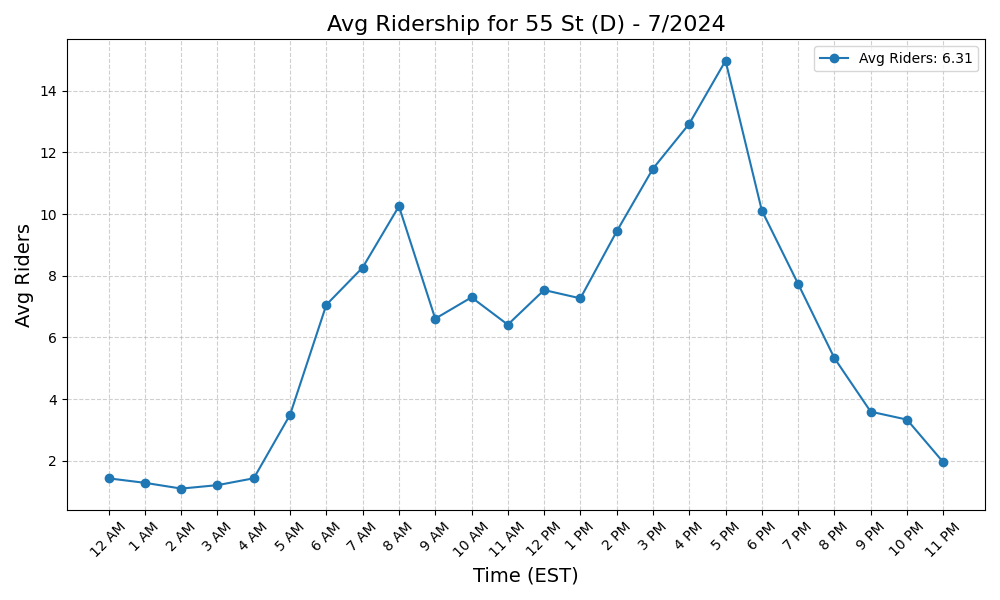 Avg Ridership for 55 St (D) - 7/2024
Avg Riders: 6.31
Avg Riders
14
12
10
8
6
4
2
12 AM
1 AM
2 AM
3 AM
4 AM
5 AM
6 AM
7 AM
8 AM
9 AM
10 AM
11 AM
12 PM
1 PM
2 PM
3 PM
4 PM
5 PM
6 PM
7 PM
8 PM
9 PM
10 PM
11 PM
Time (EST)